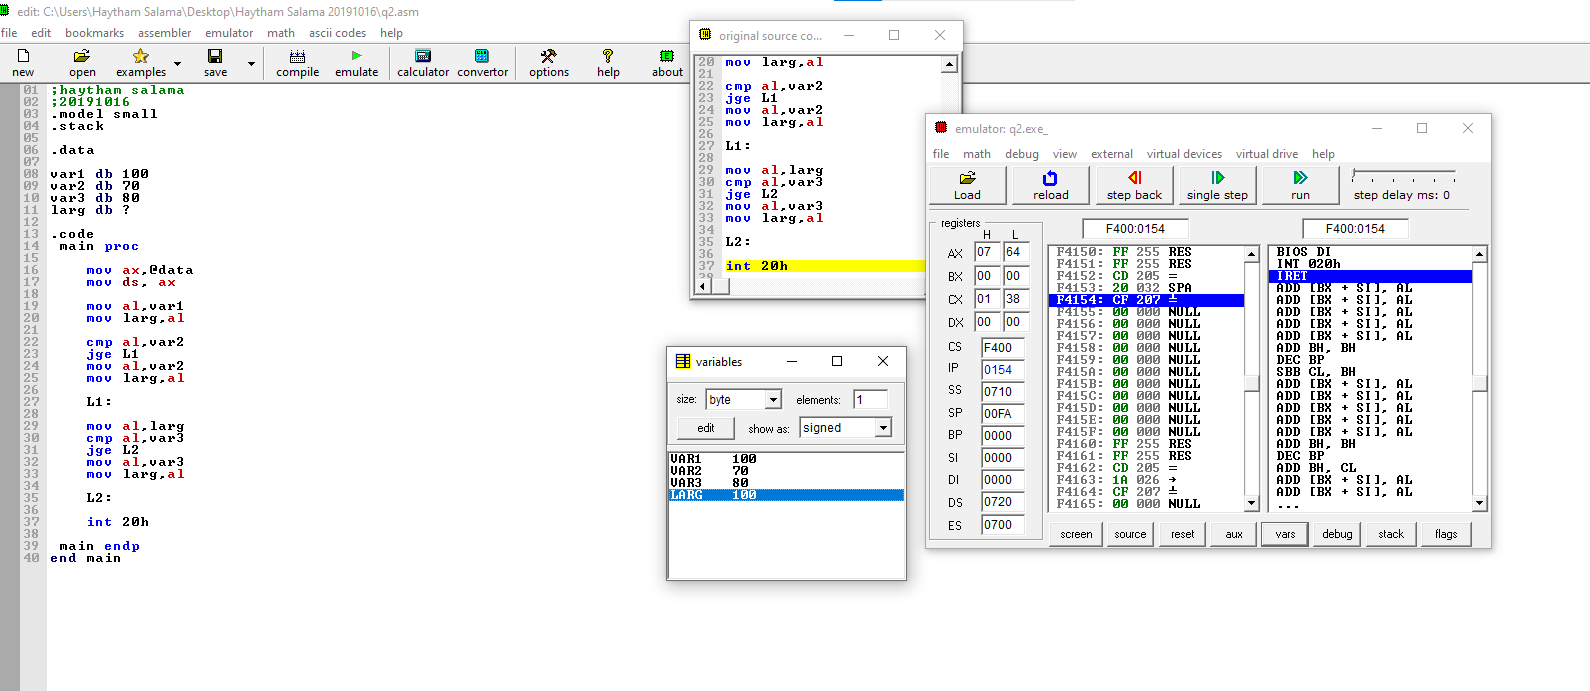 edit: C:\Users\Haytham Salama\Desktop\Haytham Salama 20191016\q2.asm
file edit bookmarks assembler emulator math ascii codes help
new open examples save compile emulate calculator convertor options help about
01 ;haytham salama
02 ;20191016
03 .model small
04 .stack
05
06 .data
07
08 var1 db 100
09 var2 db 70
10 var3 db 80
11 larg db ?
12
13 .code
14 main proc
15
16 mov ax,@data
17 mov ds, ax
18
19 mov al,var1
20 mov larg,al
21
22 cmp al,var2
23 jge L1
24 mov al,var2
25 mov larg,al
26
27 L1:
28
29 mov al,larg
30 cmp al,var3
31 jge L2
32 mov al,var3
33 mov larg,al
34
35 L2:
36
37 int 20h
38
39 main endp
40 end main
original source co...
20 mov larg,al
21
22 cmp al,var2
23 jge L1
24 mov al,var2
25 mov larg,al
26
27 L1:
28
29 mov al,larg
30 cmp al,var3
31 jge L2
32 mov al,var3
33 mov larg,al
34
35 L2:
36
37 int 20h
variables
size: byte elements: 1
edit show as: signed
VAR1 100
VAR2 70
VAR3 80
LARG 100
emulator: q2.exe_
file math debug view external virtual devices virtual drive help
Load reload step back single step run step delay ms: 0
registers
H L
AX 07 64
BX 00 00
CX 01 38
DX 00 00
CS F400
IP 0154
SS 0710
SP 00FA
BP 0000
SI 0000
DI 0000
DS 0720
ES 0700
F400:0154
F4150: FF 255 RES
F4151: FF 255 RES
F4152: CD 205 =
F4153: 20 032 SPA
F4154: CF 207 ╧
F4155: 00 000 NULL
F4156: 00 000 NULL
F4157: 00 000 NULL
F4158: 00 000 NULL
F4159: 00 000 NULL
F415A: 00 000 NULL
F415B: 00 000 NULL
F415C: 00 000 NULL
F415D: 00 000 NULL
F415E: 00 000 NULL
F415F: 00 000 NULL
F4160: FF 255 RES
F4161: FF 255 RES
F4162: CD 205 =
F4163: 1A 026 →
F4164: CF 207 ╧
F4165: 00 000 NULL
F400:0154
BIOS DI
INT 020h
IRET
ADD [BX + SI], AL
ADD [BX + SI], AL
ADD [BX + SI], AL
ADD [BX + SI], AL
ADD [BX + SI], AL
ADD BH, BH
DEC BP
SBB CL, BH
ADD [BX + SI], AL
ADD [BX + SI], AL
ADD [BX + SI], AL
ADD [BX + SI], AL
ADD [BX + SI], AL
ADD BH, BH
DEC BP
ADD BH, CL
ADD [BX + SI], AL
ADD [BX + SI], AL
...
screen source reset aux vars debug stack flags